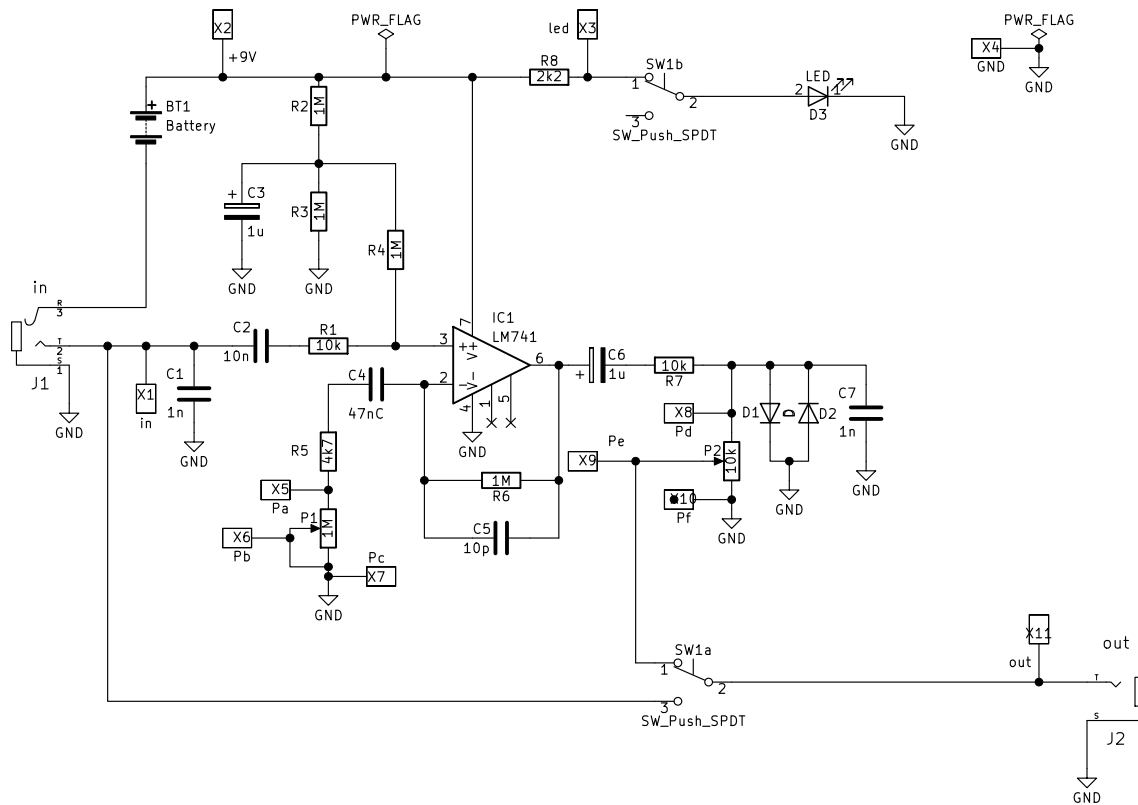 X2
PWR_FLAG
led
X3
PWR_FLAG
+9V
X4
GND
GND
R8
2k2
SW1b
1
2
3
SW_Push_SPDT
LED
2
1
D3
GND
+
BT1
Battery
R2
1M
+
C3
1u
R3
1M
R4
1M
GND
GND
in
R
3
T
2
S
1
J1
GND
X1
in
C1
1n
GND
C2
10n
R1
10k
IC1
LM741
7
3
+
V+
2
-
V-
6
4
1
5
GND
C4
47nC
R5
4k7
X5
Pa
P1
1M
X6
Pb
Pc
X7
GND
1M
R6
C5
10p
C6
+
1u
10k
R7
X8
Pd
P2
10k
Pe
X9
X10
Pf
GND
D1
D
D2
GND
C7
1n
GND
SW1a
1
2
3
SW_Push_SPDT
X11
out
out
T
S
J2
GND